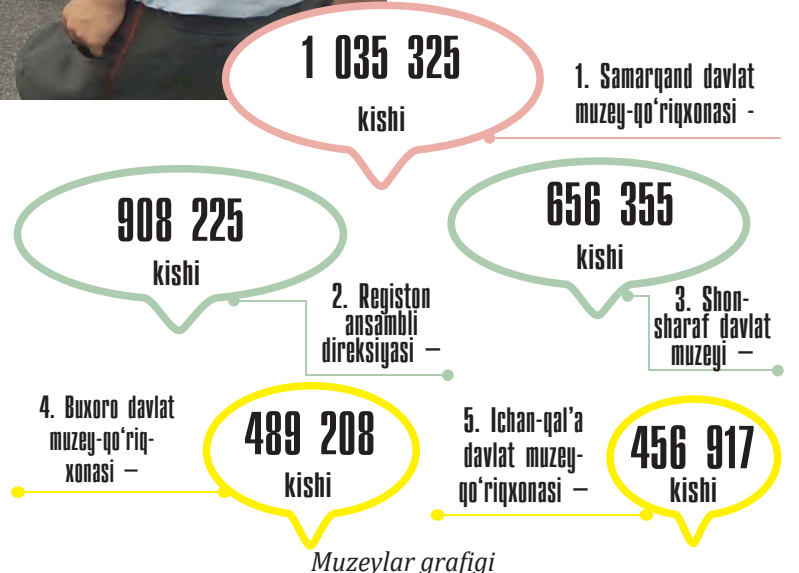 1 035 325
kishi
1. Samarqand davlat
muzey-qo‘riqxonasi -
908 225
kishi
2. Registon
ansambli
direksiyasi –
656 355
kishi
3. Shon-
sharaf davlat
muzeyi –
4. Buxoro davlat
muzey-qo‘riq-
xonasi –
489 208
kishi
5. Ichan-qal’a
davlat muzey-
qo‘riqxonasi –
456 917
kishi
Muzeylar grafigi